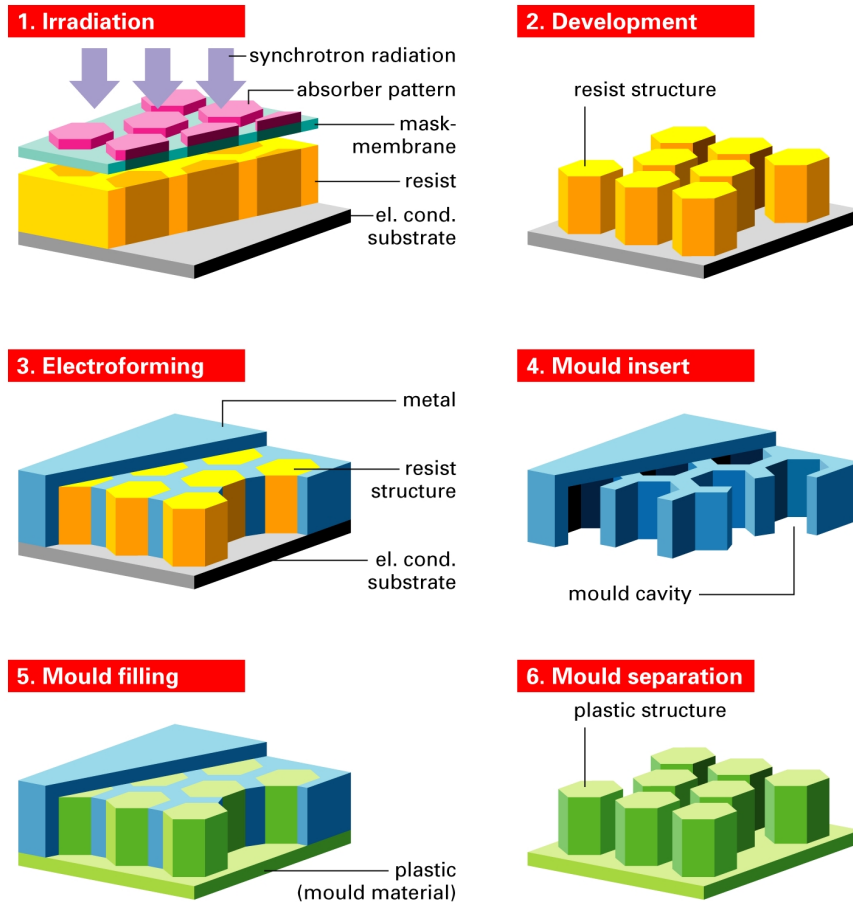 1. Irradiation
synchrotron radiation
absorber pattern
mask-
membrane
resist
el. cond.
substrate
2. Development
resist structure
3. Electroforming
metal
resist
structure
el. cond.
substrate
4. Mould insert
mould cavity
5. Mould filling
plastic
(mould material)
6. Mould separation
plastic structure